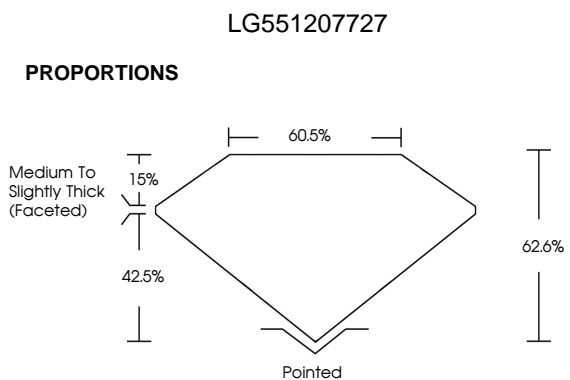 LG551207727
PROPORTIONS
60.5%
Medium To
Slightly Thick
(Faceted)
15%
42.5%
62.6%
Pointed